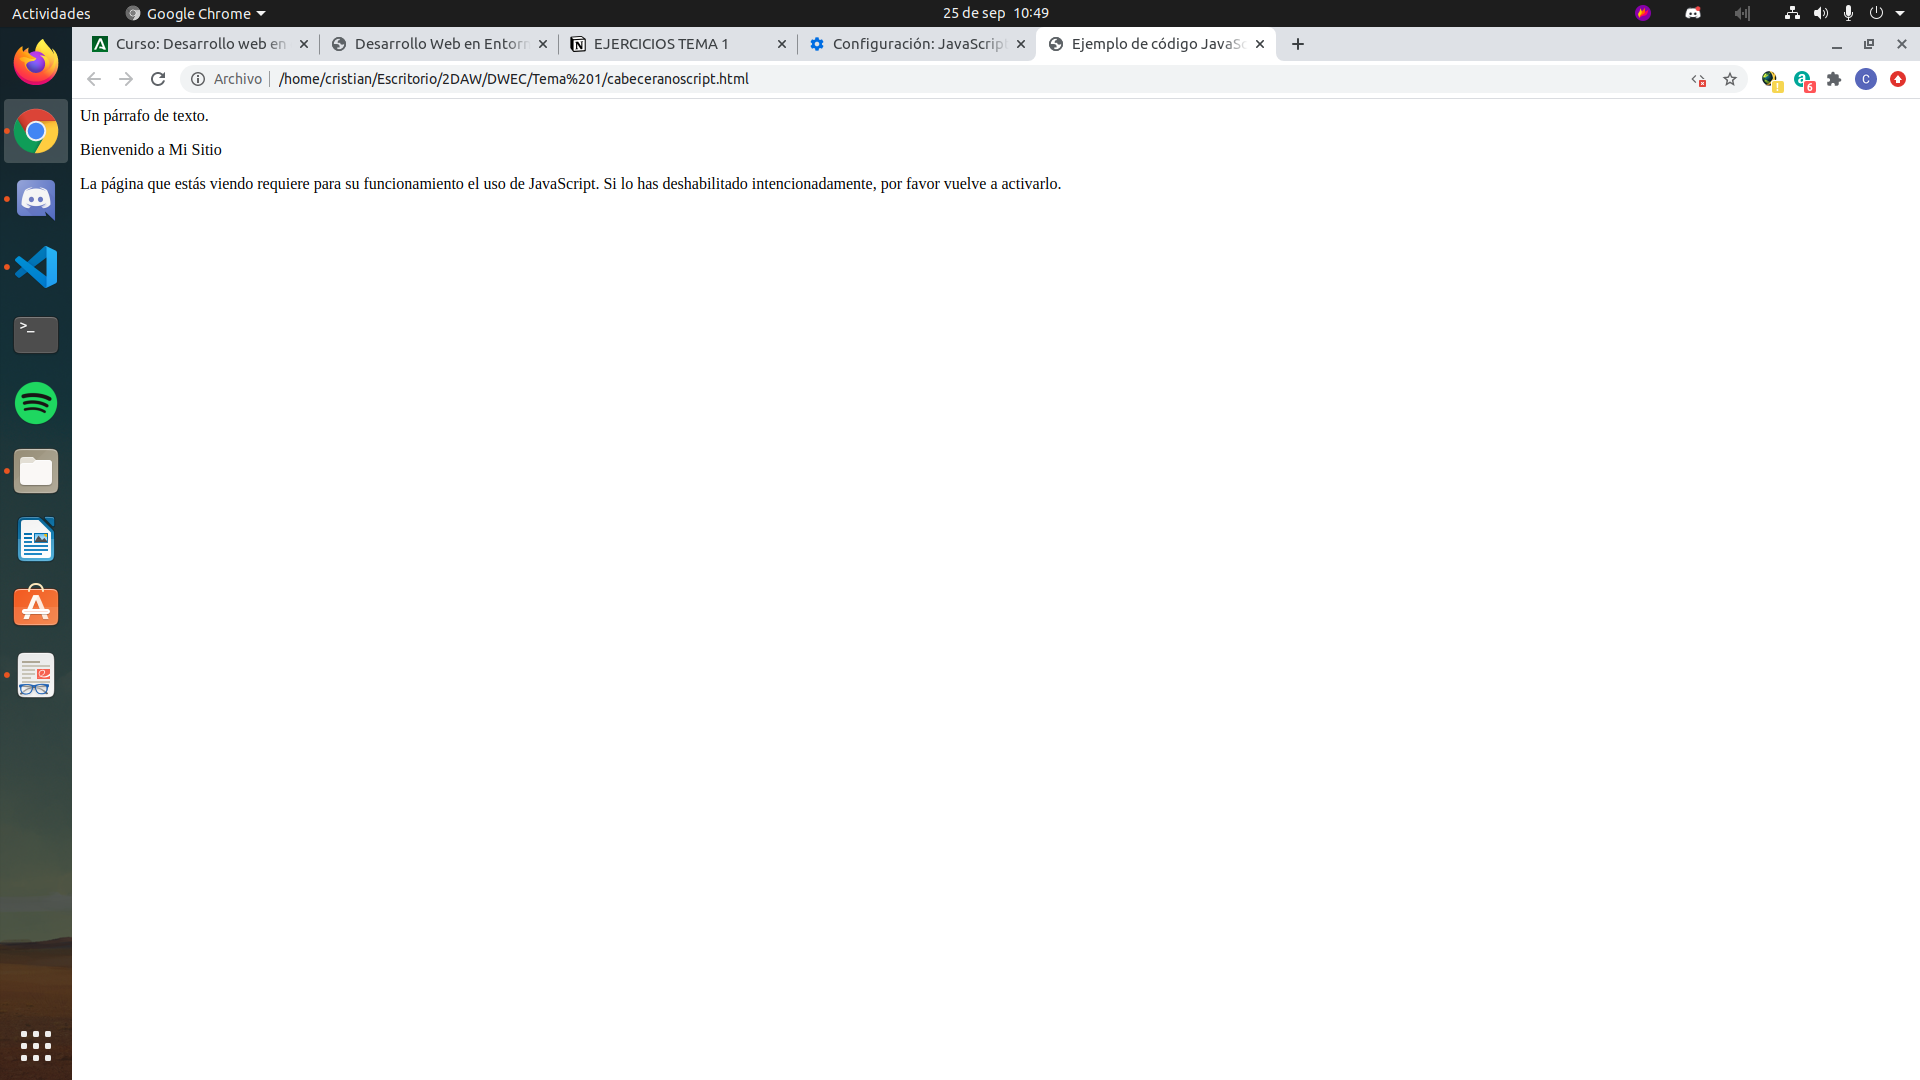 Actividades Google Chrome 25 de sep 10:49
Curso: Desarrollo web en Desarrollo Web en Entorn EJERCICIOS TEMA 1 Configuración: JavaScrip Ejemplo de código JavaSc
Archivo /home/cristian/Escritorio/2DAW/DWEC/Tema%201/cabeceranoscript.html 6 C
Un párrafo de texto.
Bienvenido a Mi Sitio
La página que estás viendo requiere para su funcionamiento el uso de JavaScript. Si lo has deshabilitado intencionadamente, por favor vuelve a activarlo.